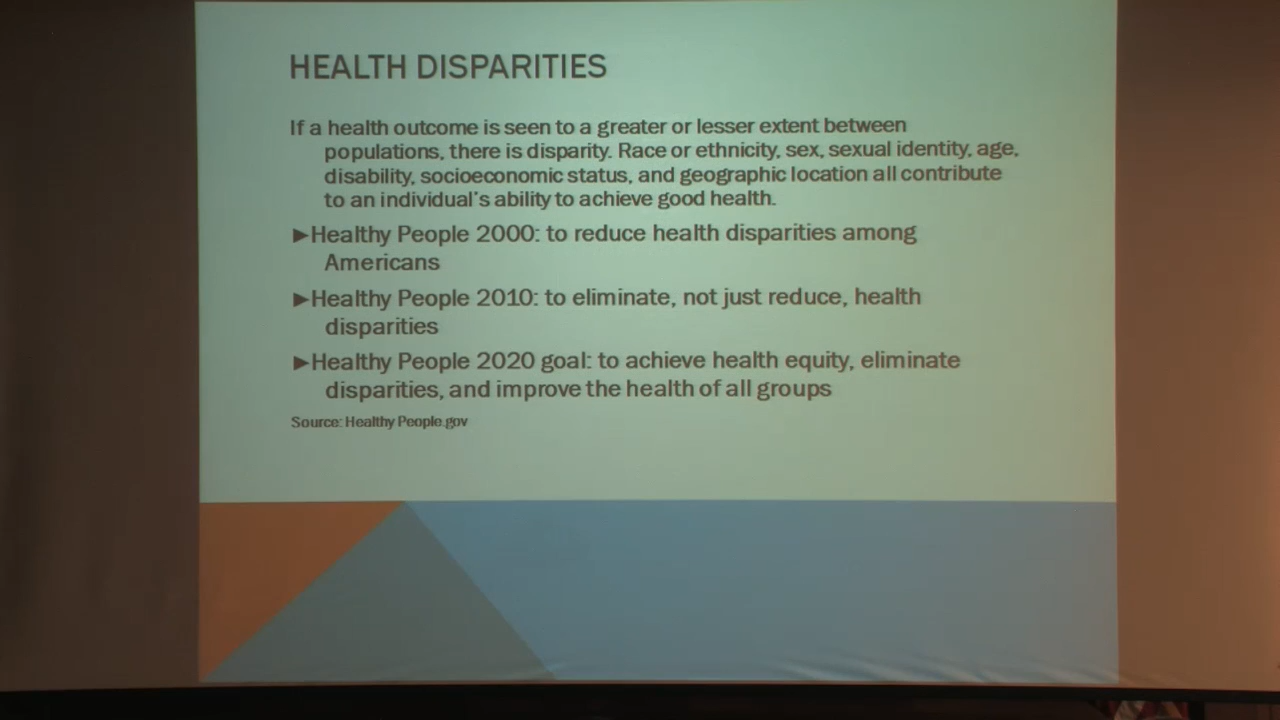 HEALTH DISPARITIES
If a health outcome is seen to a greater or lesser extent between
populations, there is disparity. Race or ethnicity, sex, sexual identity, age,
disability, socioeconomic status, and geographic location all contribute
to an individual's ability to achieve good health.
►Healthy People 2000: to reduce health disparities among
Americans
►Healthy People 2010: to eliminate, not just reduce, health
disparities
►Healthy People 2020 goal: to achieve health equity, eliminate
disparities, and improve the health of all groups
Source: Healthy People.gov